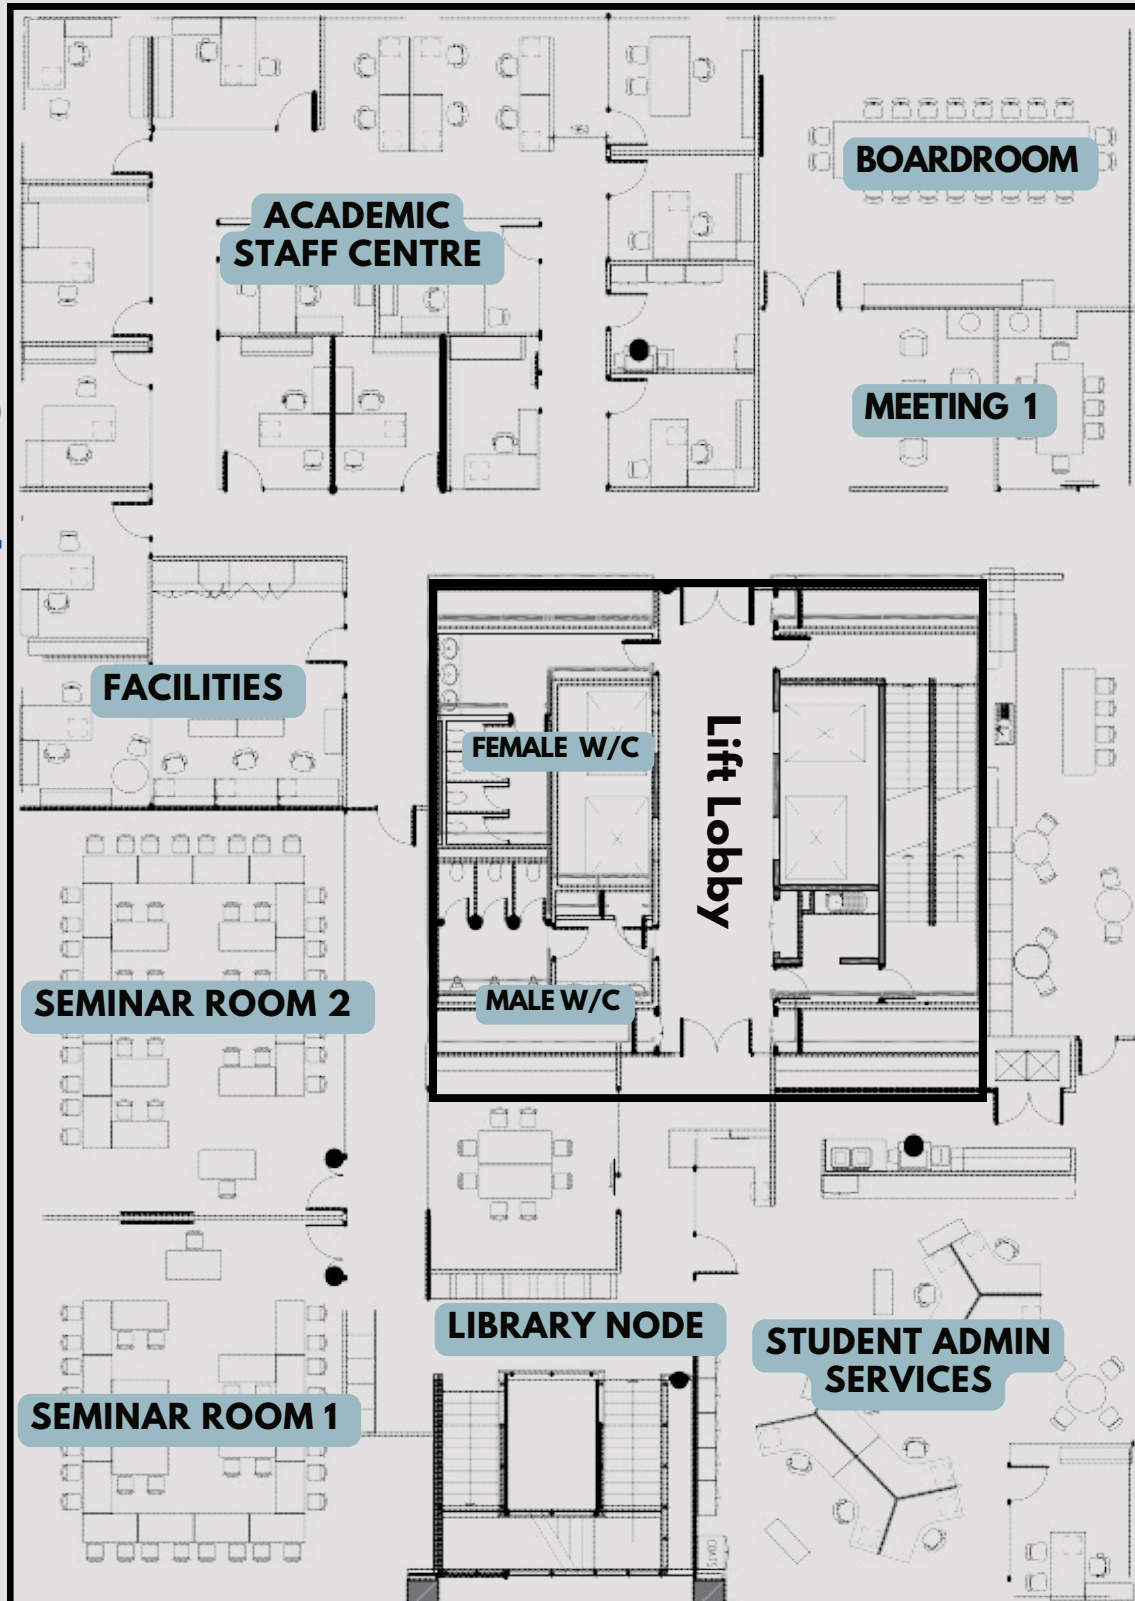 BOARDROOM
ACADEMIC
STAFF CENTRE
MEETING 1
FACILITIES
FEMALE W/C
Lift Lobby
SEMINAR ROOM 2
MALE W/C
LIBRARY NODE
STUDENT ADMIN
SERVICES
SEMINAR ROOM 1
COATS